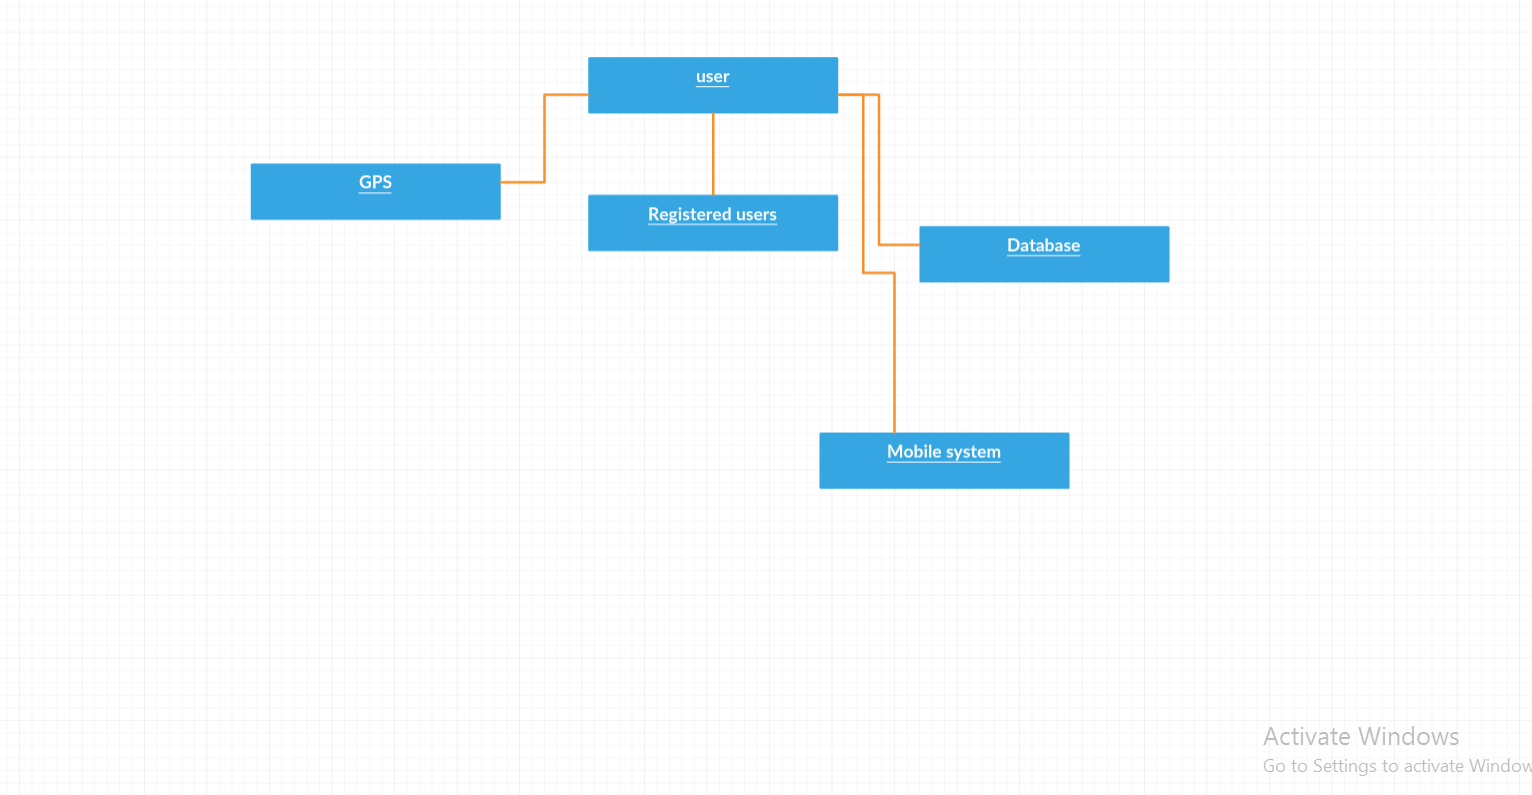 user
GPS
Registered users
Database
Mobile system
Activate Windows
Go to Settings to activate Window